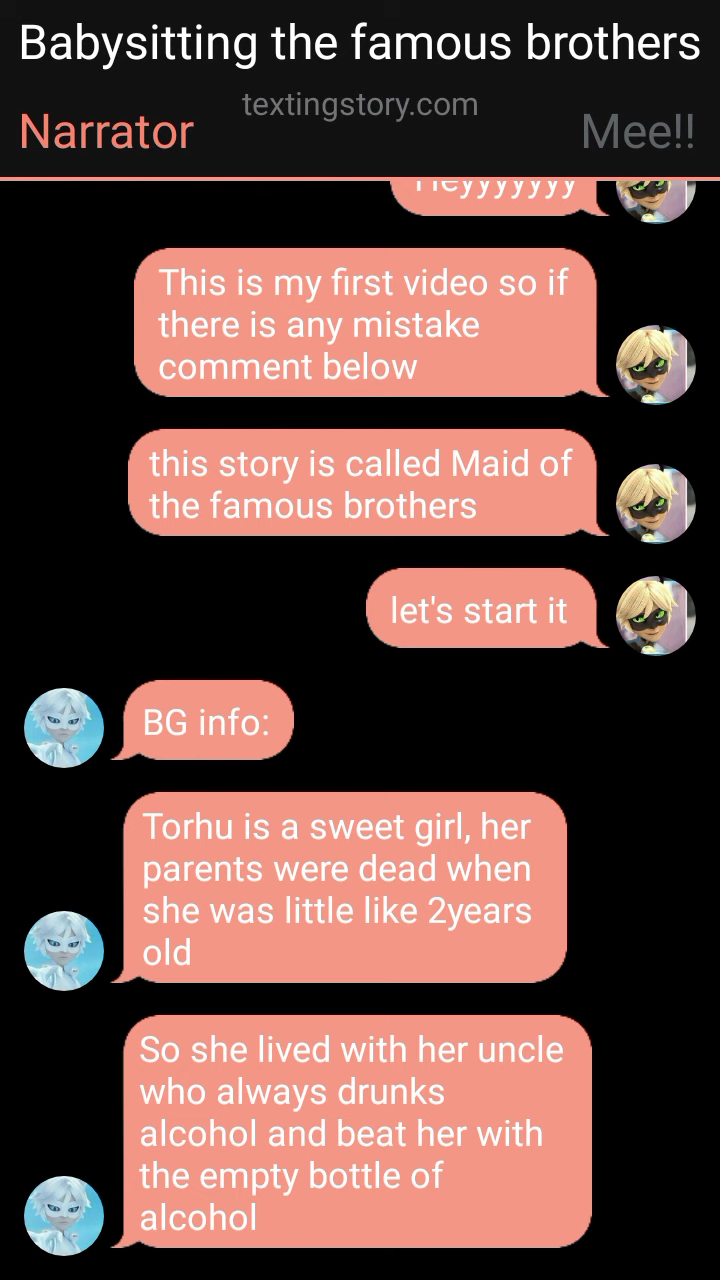 Babysitting the famous brothers
textingstory.com
Narrator
Mee!!
Heyyyyyyy
This is my first video so if
there is any mistake
comment below
this story is called Maid of
the famous brothers
let's start it
BG info:
Torhu is a sweet girl, her
parents were dead when
she was little like 2years
old
So she lived with her uncle
who always drunks
alcohol and beat her with
the empty bottle of
alcohol